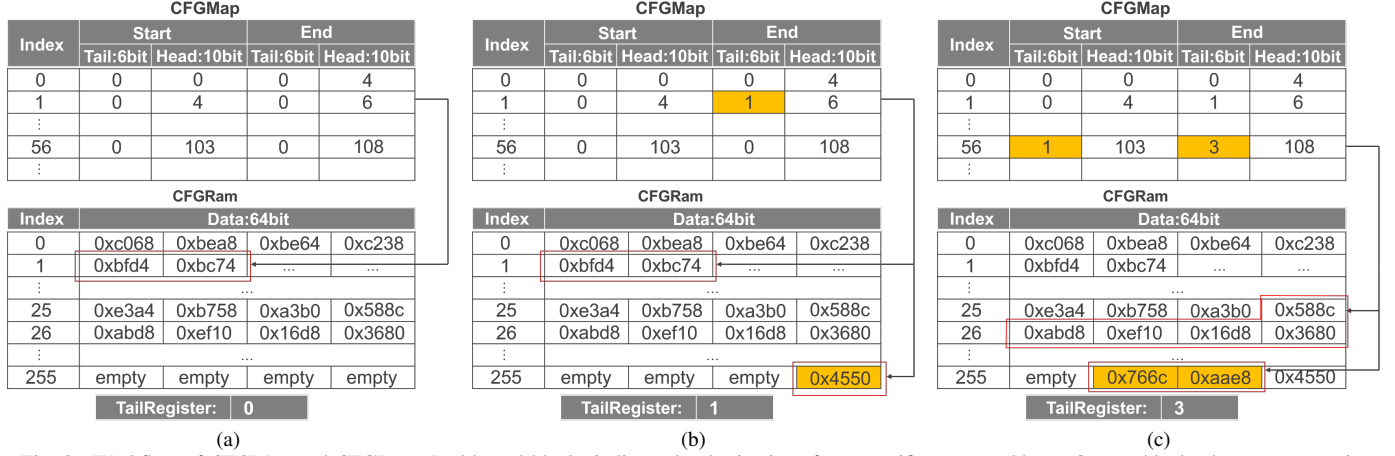 CFGMap
Index Start End
Tail:6bit Head:10bit Tail:6bit Head:10bit
0 0 0 0 4
1 0 4 0 6
⋮
56 0 103 0 108
⋮
CFGRam
Index Data:64bit
0 0xc068 0xbea8 0xbe64 0xc238
1 0xbfd4 0xbc74 ... ...
⋮ ...
25 0xe3a4 0xb758 0xa3b0 0x588c
26 0xabd8 0xef10 0x16d8 0x3680
⋮ ...
255 empty empty empty empty
TailRegister: 0
(a)
CFGMap
Index Start End
Tail:6bit Head:10bit Tail:6bit Head:10bit
0 0 0 0 4
1 0 4 1 6
⋮
56 0 103 0 108
⋮
CFGRam
Index Data:64bit
0 0xc068 0xbea8 0xbe64 0xc238
1 0xbfd4 0xbc74 ... ...
⋮ ...
25 0xe3a4 0xb758 0xa3b0 0x588c
26 0xabd8 0xef10 0x16d8 0x3680
⋮ ...
255 empty empty empty 0x4550
TailRegister: 1
(b)
CFGMap
Index Start End
Tail:6bit Head:10bit Tail:6bit Head:10bit
0 0 0 0 4
1 0 4 1 6
⋮
56 1 103 3 108
⋮
CFGRam
Index Data:64bit
0 0xc068 0xbea8 0xbe64 0xc238
1 0xbfd4 0xbc74 ... ...
⋮ ...
25 0xe3a4 0xb758 0xa3b0 0x588c
26 0xabd8 0xef10 0x16d8 0x3680
⋮ ...
255 empty 0x766c 0xaae8 0x4550
TailRegister: 3
(c)